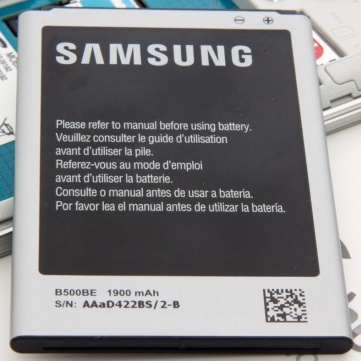 SAMSUNG
Please refer to manual before using battery.
Veuillez consulter le guide d'utilisation
avant d'utiliser la pile.
Referez-vous au mode d'emploi
avant d'utiliser la batterie.
Consulte o manual antes de usar a bateria.
Por favor lea el manual antes de utilizar la batería.
B500BE 1900 mAh
S/N: AAaD422BS/2-B